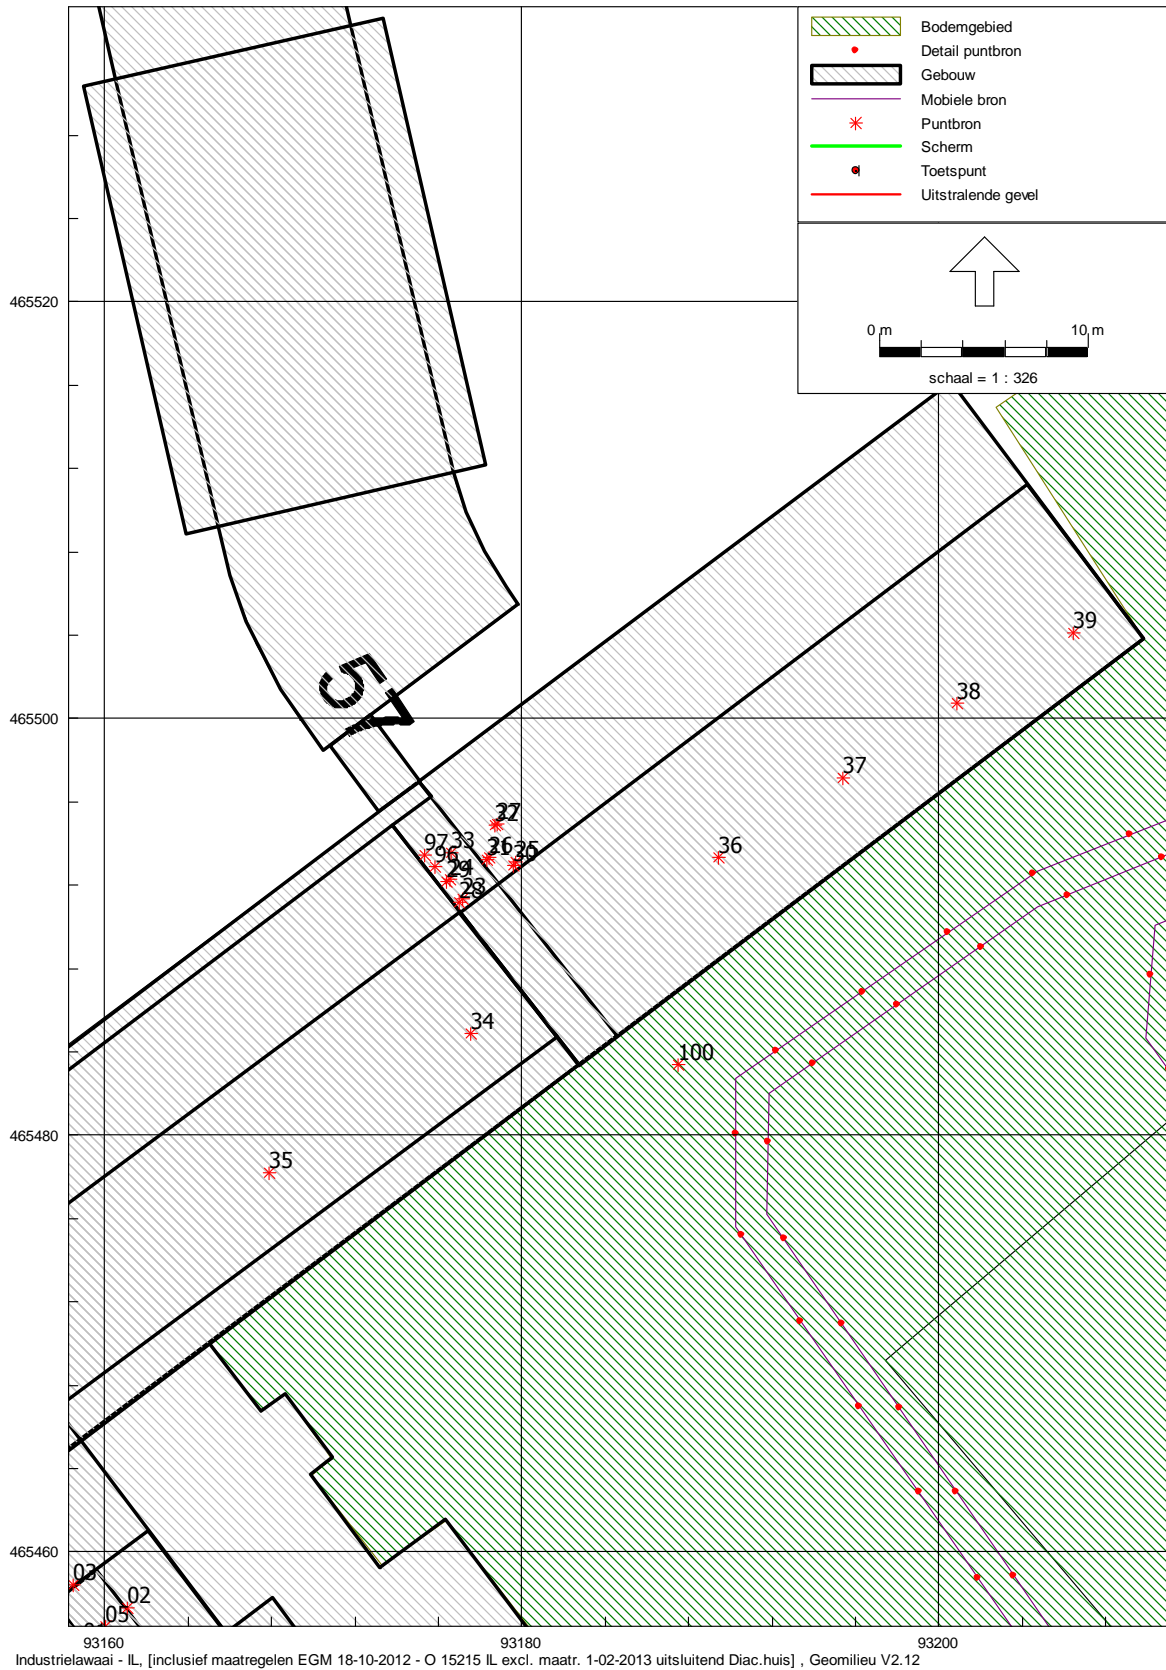 Bodemgebied
Detail puntbron
Gebouw
Mobiele bron
Puntbron
Scherm
Toetspunt
Uitstralende gevel
0 m
10 m
schaal = 1 : 326
465520
465500
465480
465460
39
38
37
36
57
27
97
33
96
26
25
34
100
35
03
02
05
93160
93180
93200
Industrielawaai - IL, [inclusief maatregelen EGM 18-10-2012 - O 15215 IL excl. maatr. 1-02-2013 uitsluitend Diac.huis] , Geomilieu V2.12